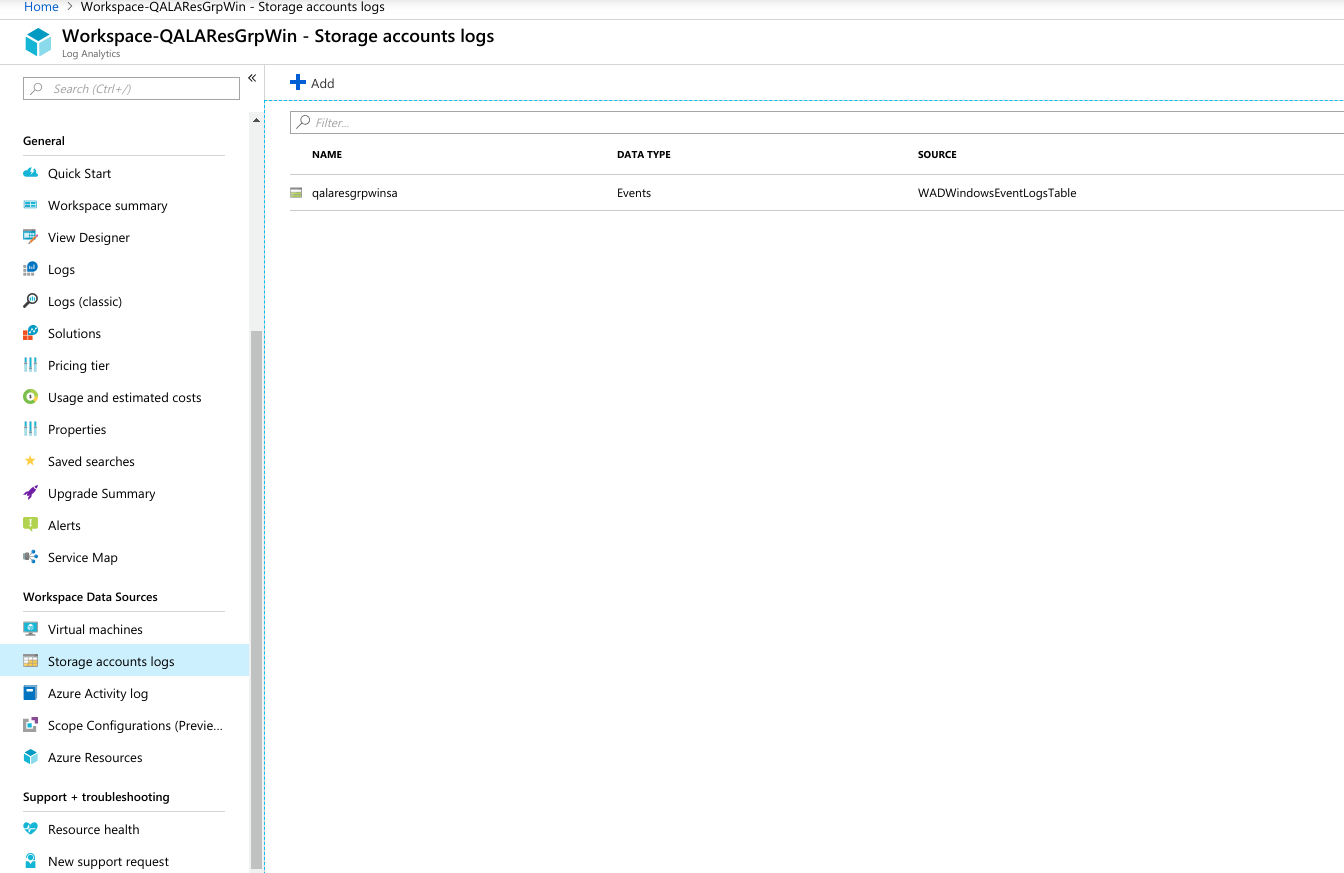 Home > Workspace-QALAResGrpWin - Storage accounts logs
Workspace-QALAResGrpWin - Storage accounts logs
Log Analytics
Search (Ctrl+/)
«
Add
Filter...
NAME DATA TYPE SOURCE
qalaresgrpwinsa Events WADWindowsEventLogsTable
General
Quick Start
Workspace summary
View Designer
Logs
Logs (classic)
Solutions
Pricing tier
Usage and estimated costs
Properties
Saved searches
Upgrade Summary
Alerts
Service Map
Workspace Data Sources
Virtual machines
Storage accounts logs
Azure Activity log
Scope Configurations (Previe...
Azure Resources
Support + troubleshooting
Resource health
New support request